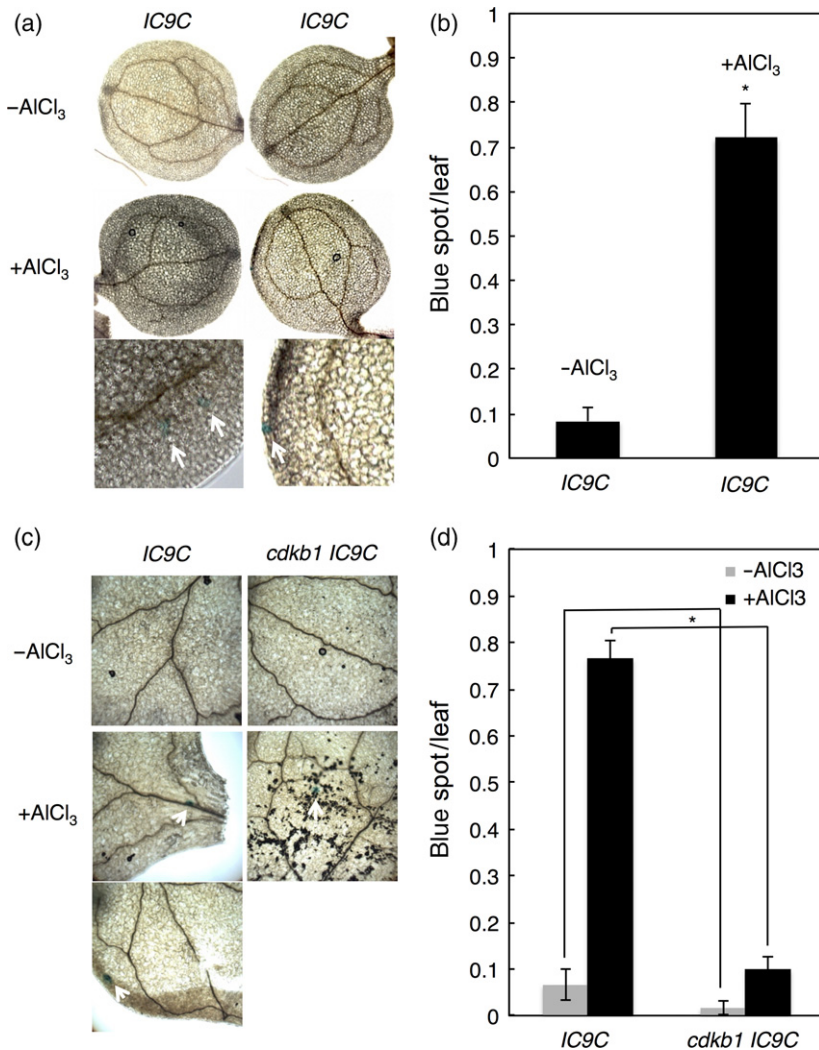 (a)
IC9C IC9C
–AlCl3
+AlCl3
(b)
1
0.9
0.8
0.7
0.6
0.5
0.4
0.3
0.2
0.1
0
Blue spot/leaf
–AlCl3
+AlCl3
*
IC9C IC9C
(c)
IC9C cdkb1 IC9C
–AlCl3
+AlCl3
(d)
1
0.9
0.8
0.7
0.6
0.5
0.4
0.3
0.2
0.1
0
Blue spot/leaf
–AlCl3
+AlCl3
*
IC9C cdkb1 IC9C